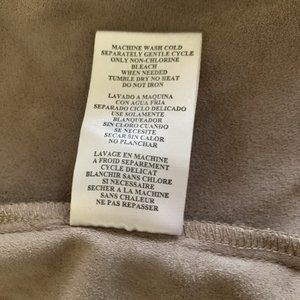 MACHINE WASH COLD
SEPARATELY GENTLE CYCLE
ONLY NON-CHLORINE
BLEACH
WHEN NEEDED
TUMBLE DRY NO HEAT
DO NOT IRON
LAVADO A MAQUINA
CON AGUA FRIA
SEPARADO CICLO DELICADO
USE SOLAMENTE
BLANQUEADOR
SIN CLORO CUANDO
SE NECESITE
SECAR SIN CALOR
NO PLANCHAR
LAVAGE EN MACHINE
A FROID SEPAREMENT
CYCLE DELICAT
BLANCHIR SANS CHLORE
SI NECESSAIRE
SECHER A LA MACHINE
SANS CHALEUR
NE PAS REPASSER